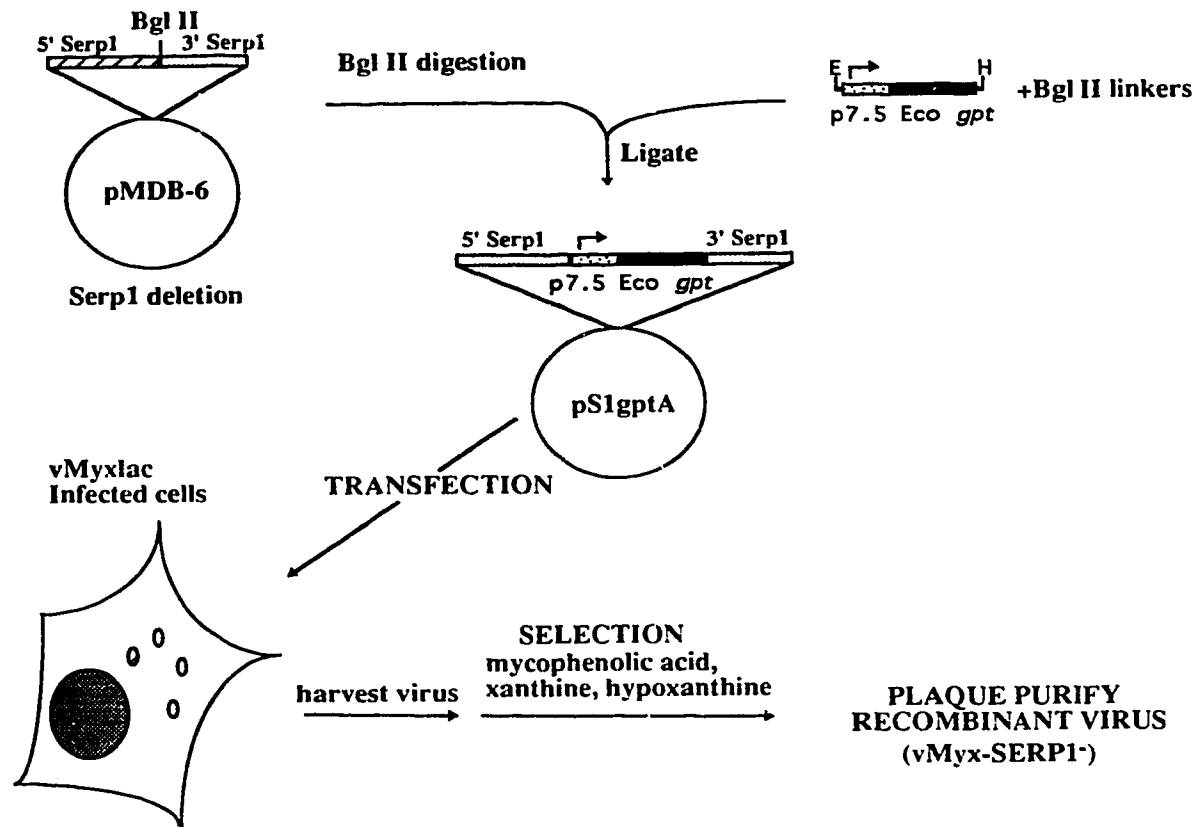 Bgl II
5' Serp1 3' Serp1
pMDB-6
Serp1 deletion
Bgl II digestion
Ligate
E H
p7.5 Eco gpt
+Bgl II linkers
5' Serp1 3' Serp1
p7.5 Eco gpt
pS1gptA
TRANSFECTION
vMyxlac
Infected cells
harvest virus
SELECTION
mycophenolic acid,
xanthine, hypoxanthine
PLAQUE PURIFY
RECOMBINANT VIRUS
(vMyx-SERP1-)